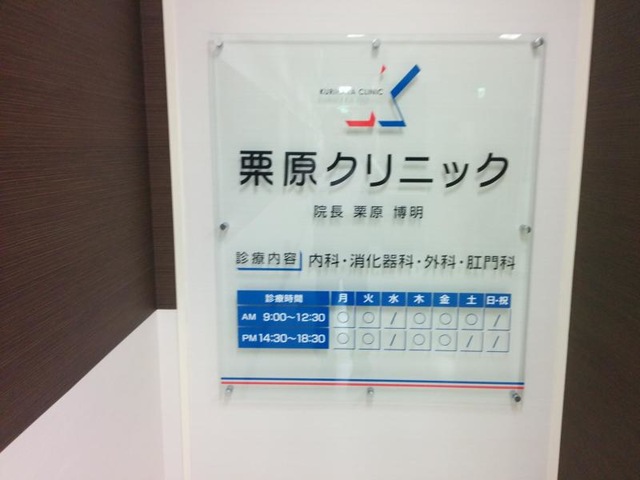 KURIHARA CLINIC
栗原クリニック
院長 栗原 博明
診療内容 内科・消化器科・外科・肛門科
診療時間 月 火 水 木 金 土 日・祝
AM 9:00〜12:30 ○ ○ / ○ ○ ○ /
PM 14:30〜18:30 ○ ○ / ○ ○ / /